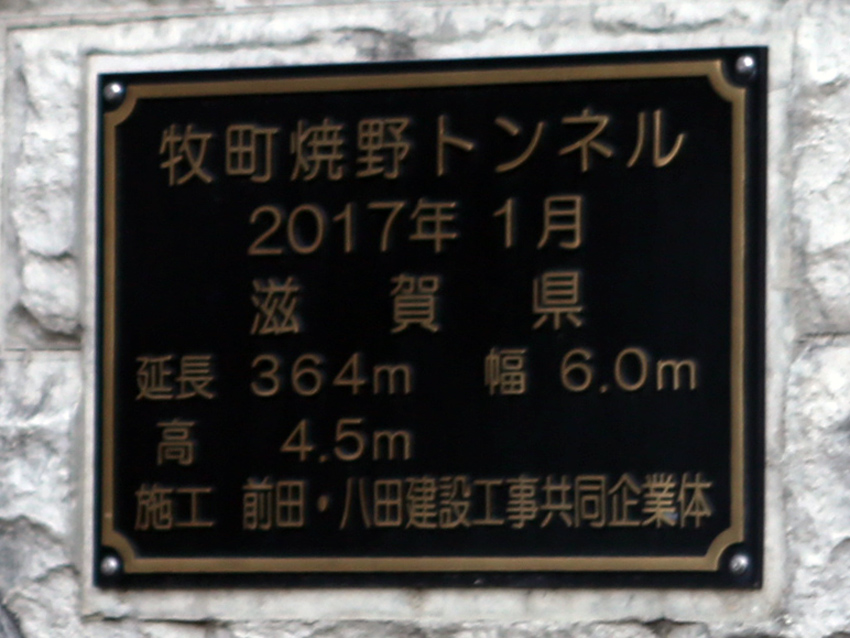 牧町焼野トンネル
2017年 1月
滋賀県
延長 364m 幅 6.0m
高 4.5m
施工 前田・八田建設工事共同企業体